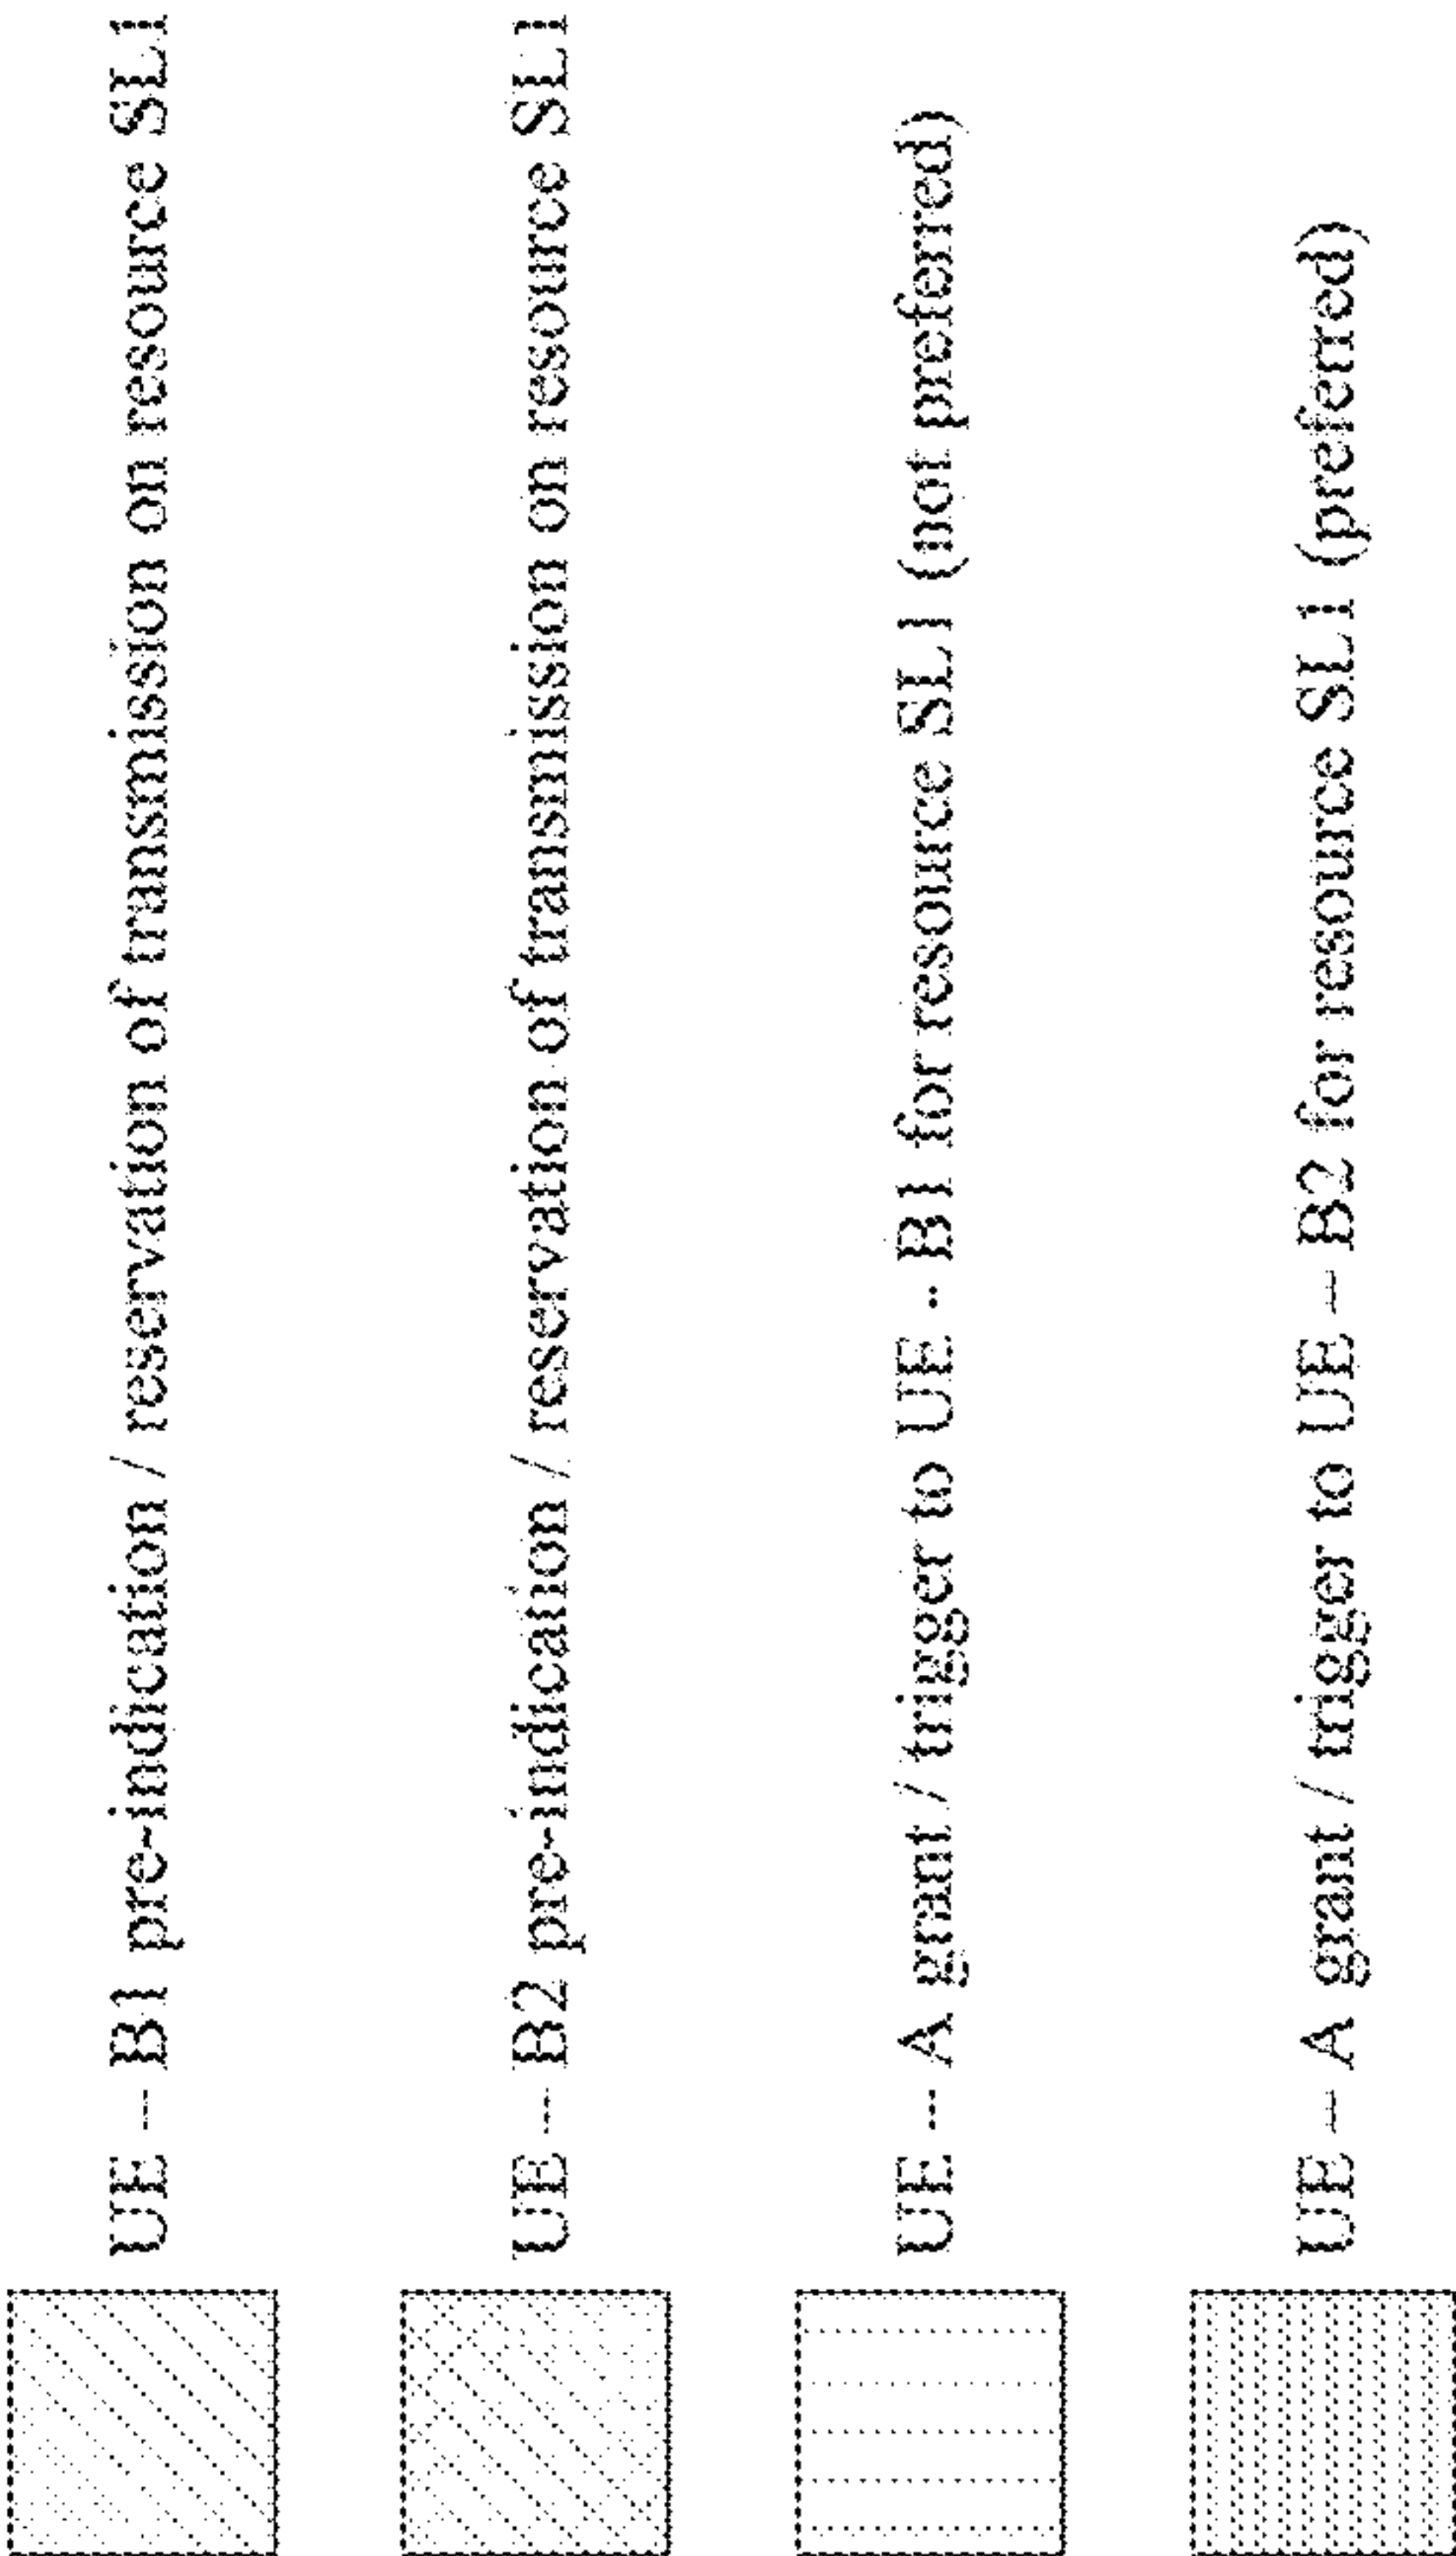 UE – B1 pre-indication / reservation of transmission on resource SL1
UE – B2 pre-indication / reservation of transmission on resource SL1
UE – A grant / trigger to UE – B1 for resource SL1 (not preferred)
UE – A grant / trigger to UE – B2 for resource SL1 (preferred)